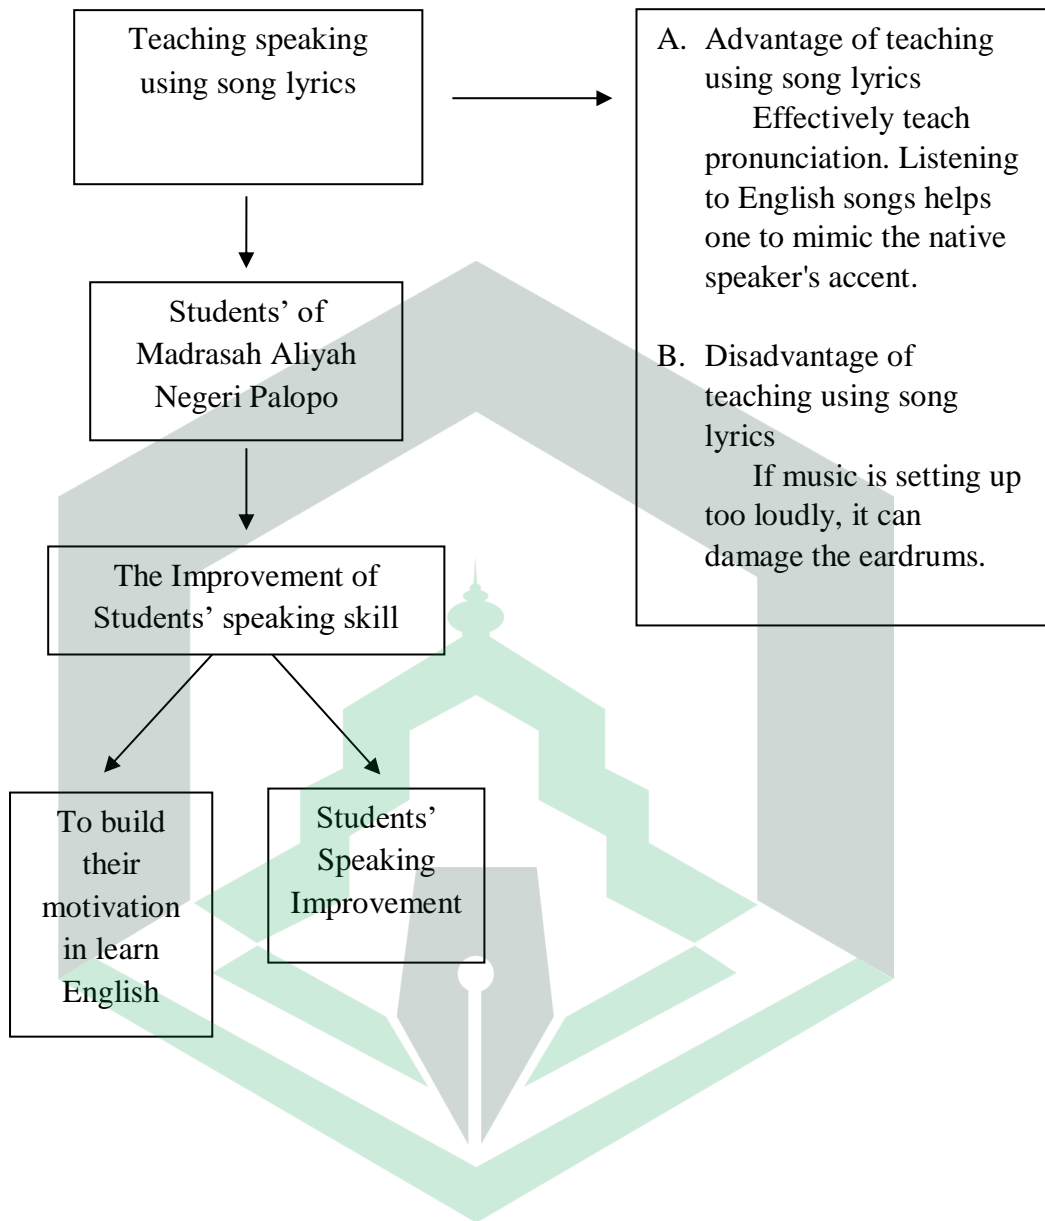 Teaching speaking
using song lyrics
A. Advantage of teaching
using song lyrics
Effectively teach
pronunciation. Listening
to English songs helps
one to mimic the native
speaker's accent.
B. Disadvantage of
teaching using song
lyrics
If music is setting up
too loudly, it can
damage the eardrums.
Students’ of
Madrasah Aliyah
Negeri Palopo
The Improvement of
Students’ speaking skill
To build
their
motivation
in learn
English
Students’
Speaking
Improvement